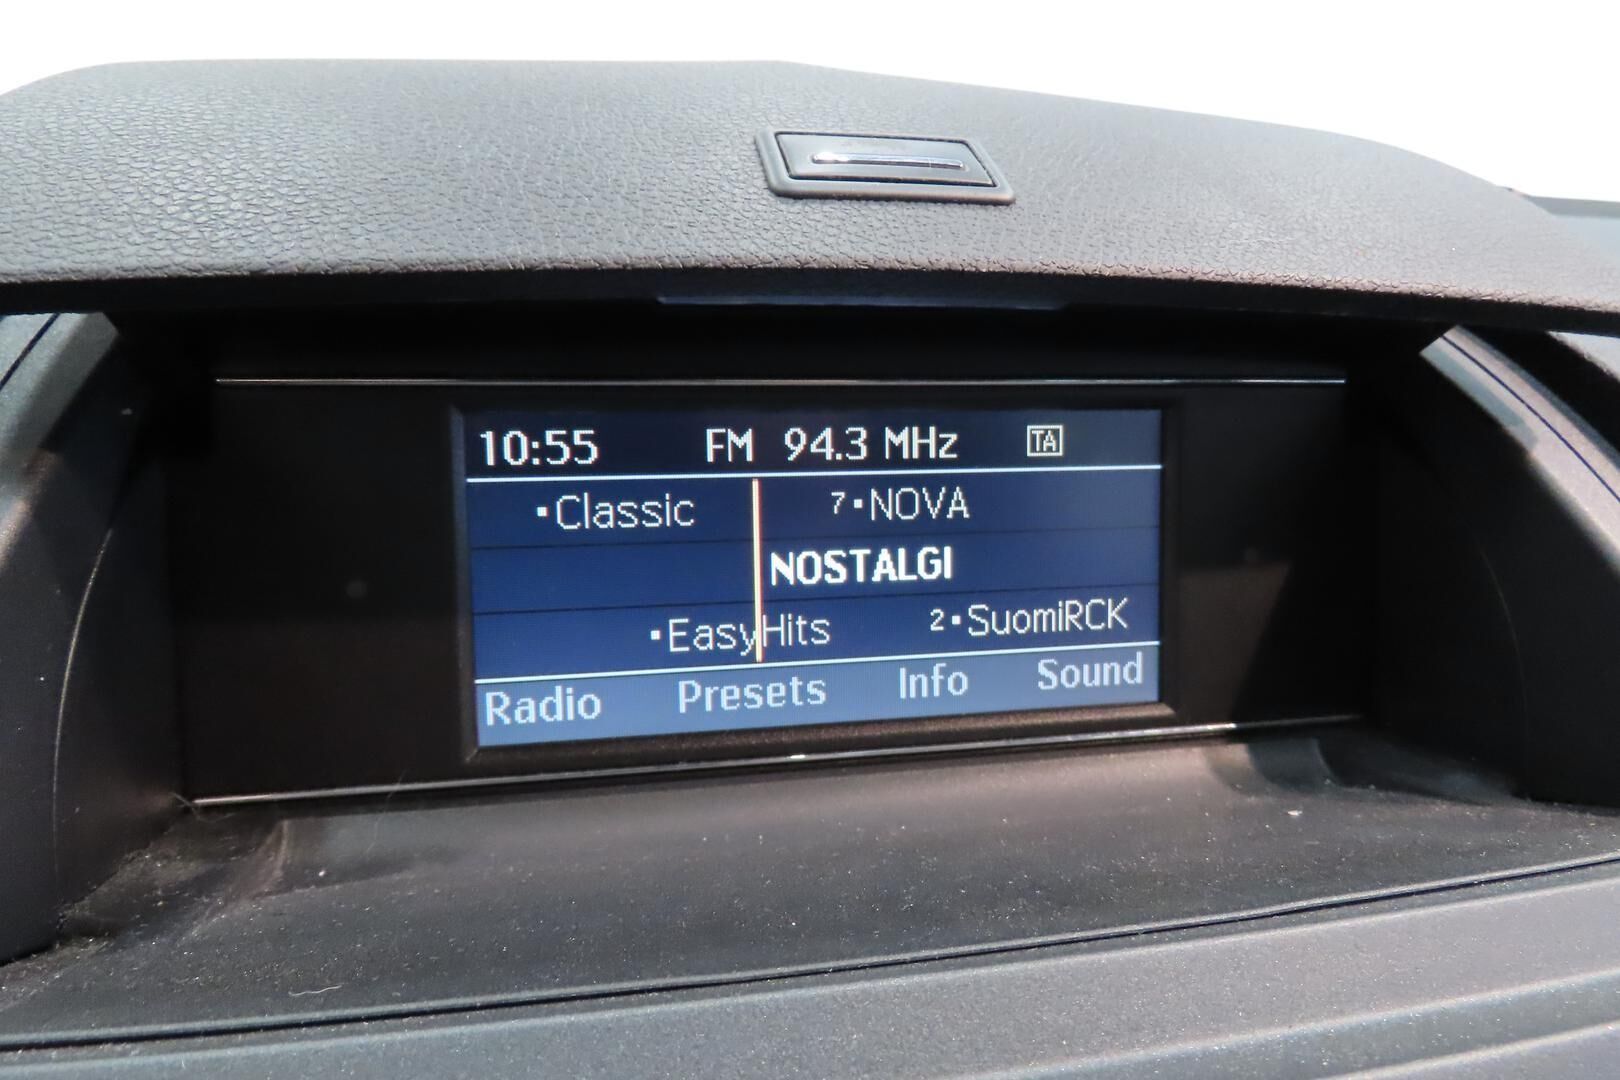 10:55 FM 94.3 MHz TA
Classic 7 NOVA
NOSTALGI
EasyHits 2 SuomiRCK
Radio Presets Info Sound